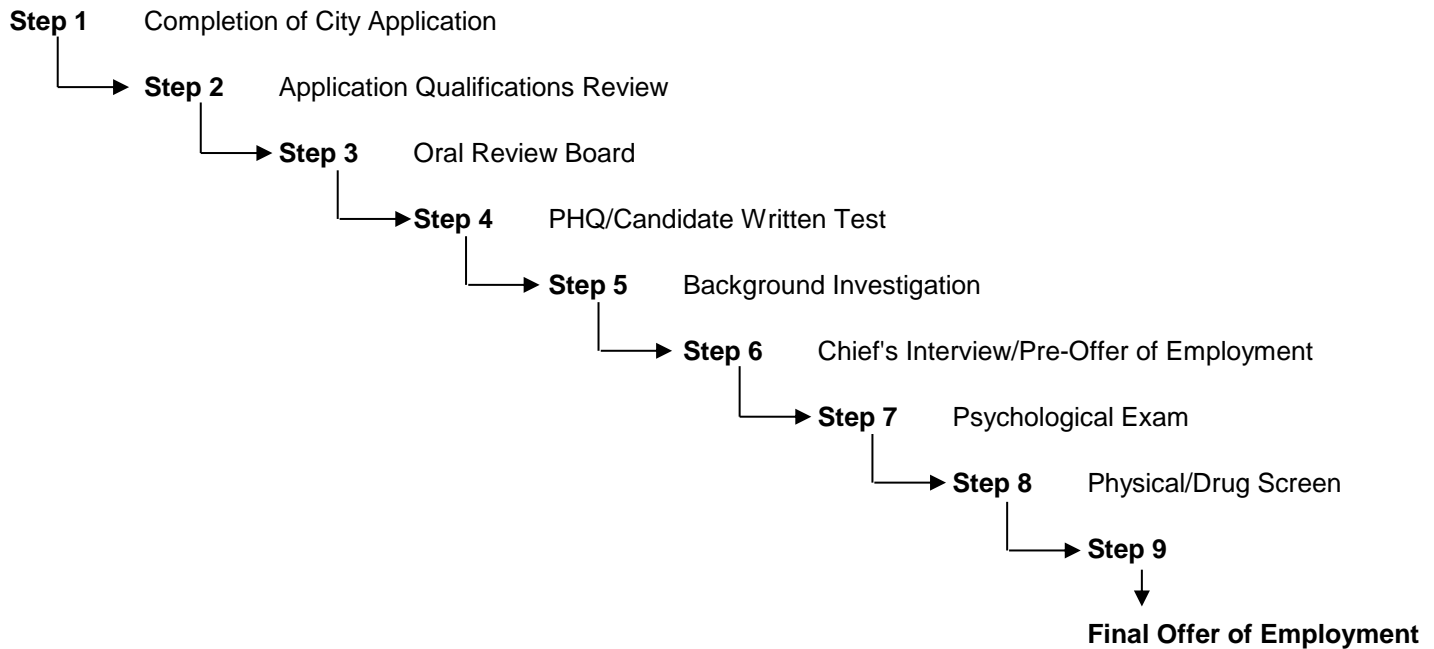 Step 1 Completion of City Application
Step 2 Application Qualifications Review
Step 3 Oral Review Board
Step 4 PHQ/Candidate Written Test
Step 5 Background Investigation
Step 6 Chief's Interview/Pre-Offer of Employment
Step 7 Psychological Exam
Step 8 Physical/Drug Screen
Step 9
Final Offer of Employment